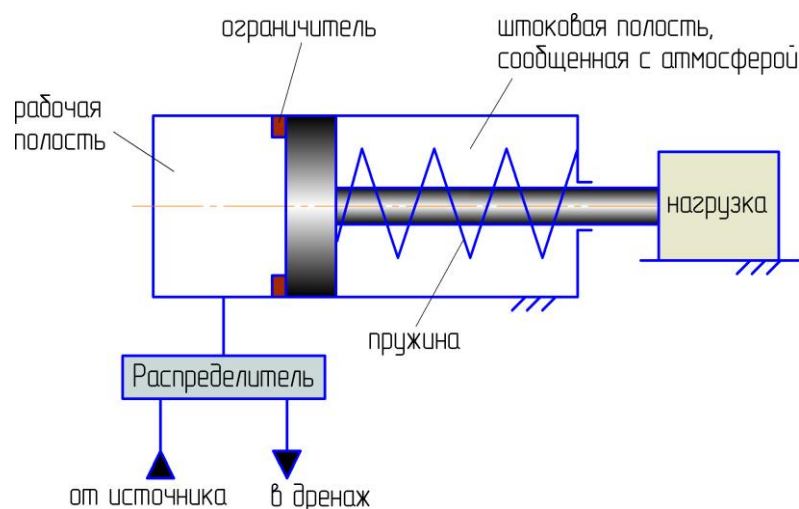 ограничитель
штоковая полость,
сообщенная с атмосферой
рабочая
полость
нагрузка
пружина
Распределитель
от источника
в дренаж